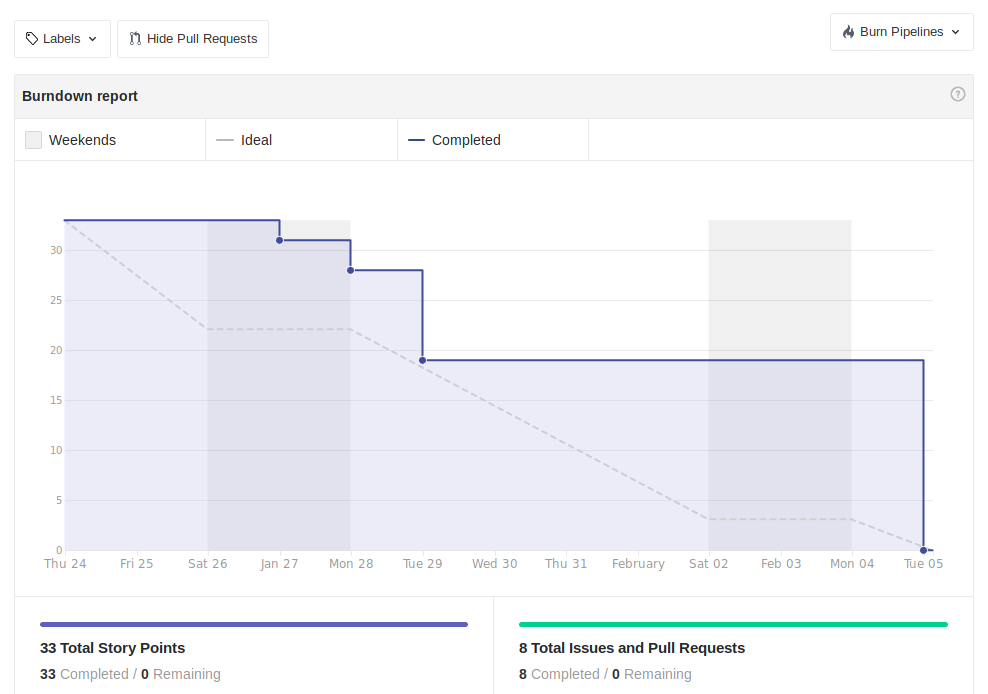 Labels
Hide Pull Requests
Burn Pipelines
Burndown report
?
Weekends
Ideal
Completed
30
25
20
15
10
5
0
Thu 24 Fri 25 Sat 26 Jan 27 Mon 28 Tue 29 Wed 30 Thu 31 February Sat 02 Feb 03 Mon 04 Tue 05
33 Total Story Points
33 Completed / 0 Remaining
8 Total Issues and Pull Requests
8 Completed / 0 Remaining